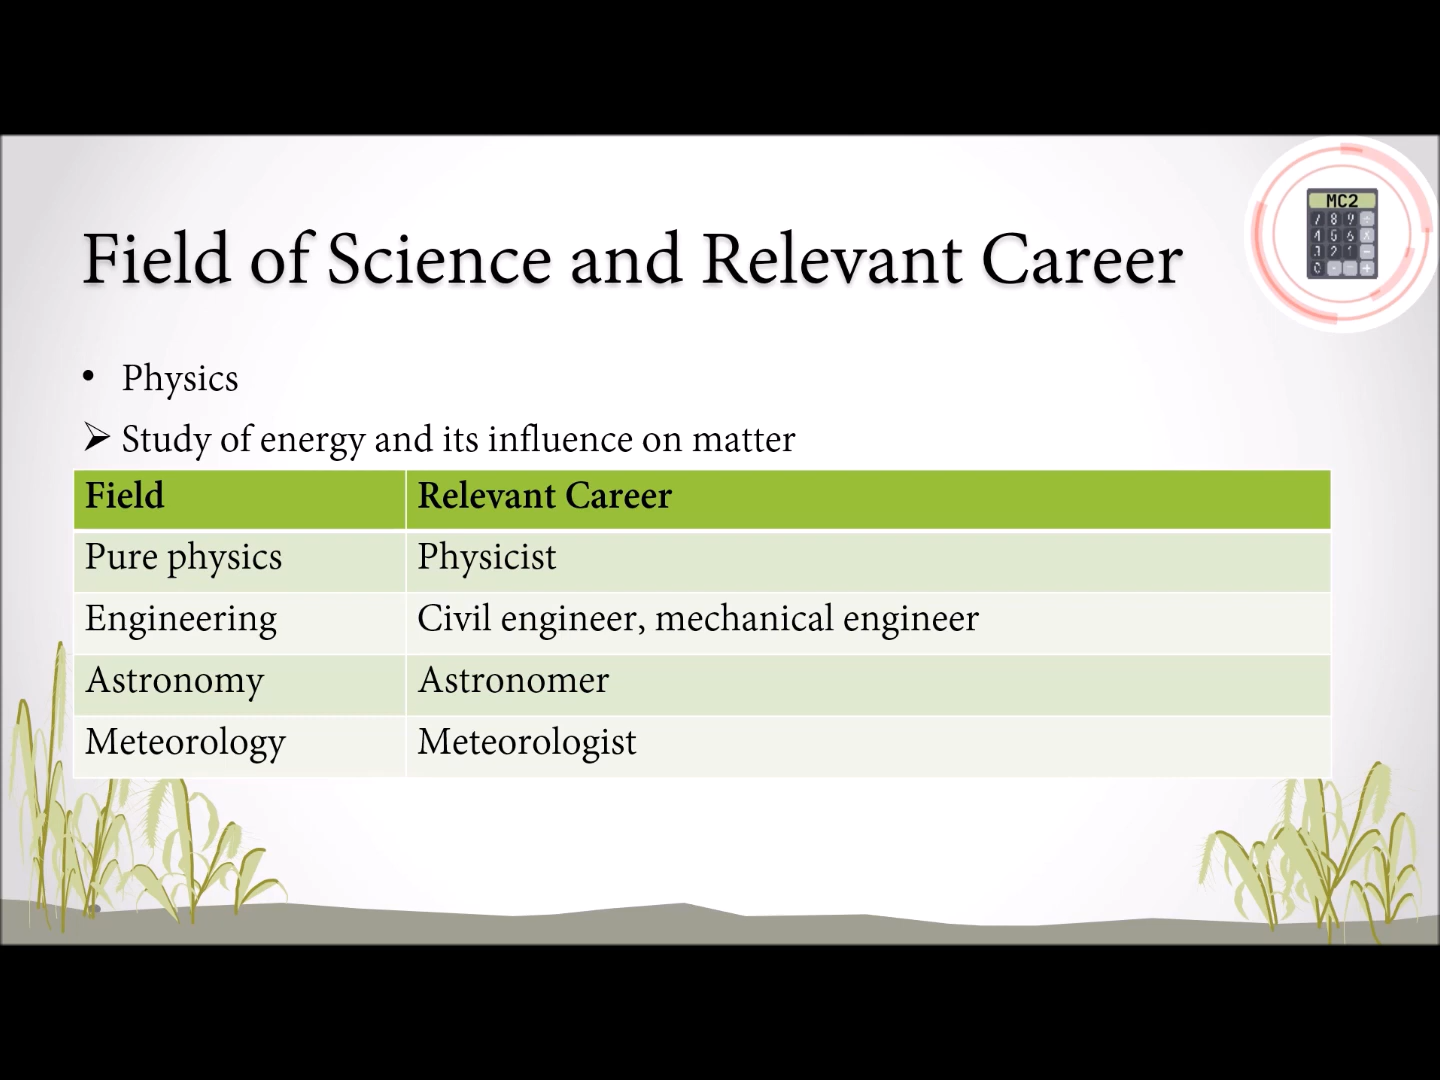 MC2
Field of Science and Relevant Career
• Physics
➢ Study of energy and its influence on matter
Field Relevant Career
Pure physics Physicist
Engineering Civil engineer, mechanical engineer
Astronomy Astronomer
Meteorology Meteorologist